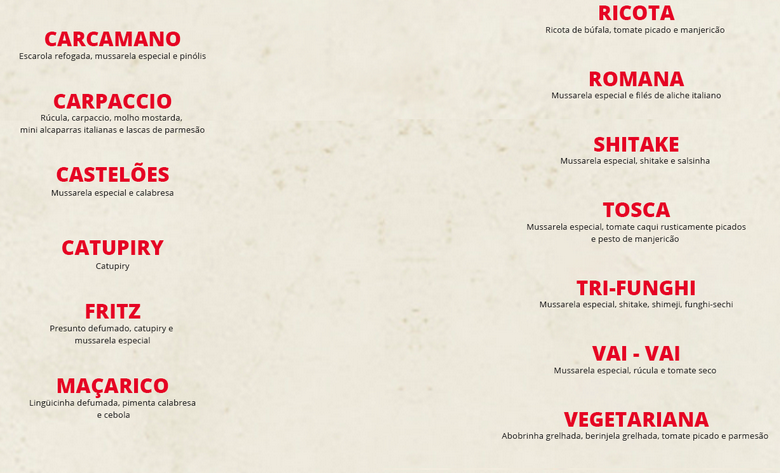 CARCAMANO
Escarola refogada, mussarela especial e pinólis
CARPACCIO
Rúcula, carpaccio, molho mostarda,
mini alcaparras italianas e lascas de parmesão
CASTELÕES
Mussarela especial e calabresa
CATUPIRY
Catupiry
FRITZ
Presunto defumado, catupiry e
mussarela especial
MAÇARICO
Lingüicinha defumada, pimenta calabresa
e cebola
RICOTA
Ricota de búfala, tomate picado e manjericão
ROMANA
Mussarela especial e filés de aliche italiano
SHITAKE
Mussarela especial, shitake e salsinha
TOSCA
Mussarela especial, tomate caqui rusticamente picados
e pesto de manjericão
TRI-FUNGHI
Mussarela especial, shitake, shimeji, funghi-sechi
VAI - VAI
Mussarela especial, rúcula e tomate seco
VEGETARIANA
Abobrinha grelhada, berinjela grelhada, tomate picado e parmesão